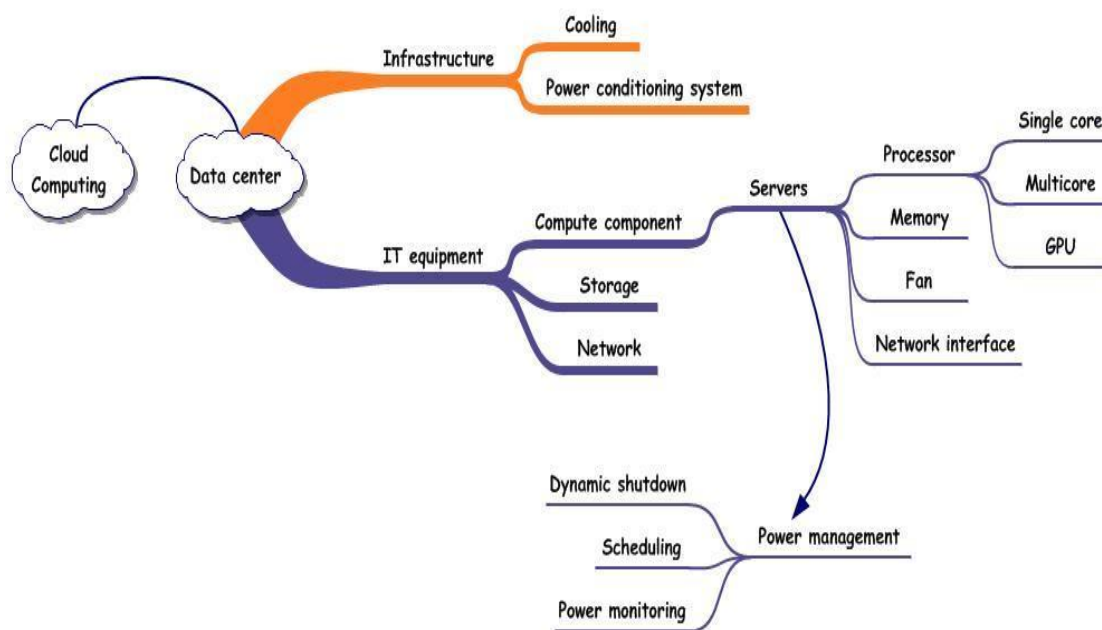 Cloud
Computing
Data center
Infrastructure
Cooling
Power conditioning system
IT equipment
Compute component
Storage
Network
Servers
Processor
Single core
Multicore
GPU
Memory
Fan
Network interface
Power management
Dynamic shutdown
Scheduling
Power monitoring